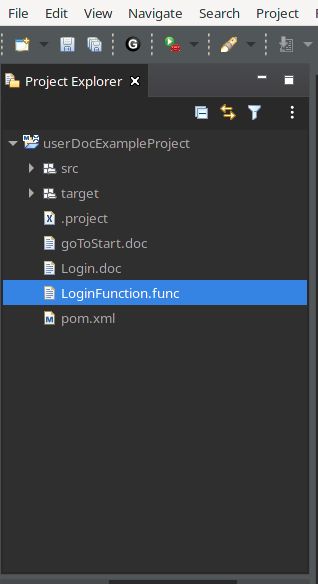 File Edit View Navigate Search Project
G
Project Explorer
userDocExampleProject
src
target
.project
goToStart.doc
Login.doc
LoginFunction.func
pom.xml